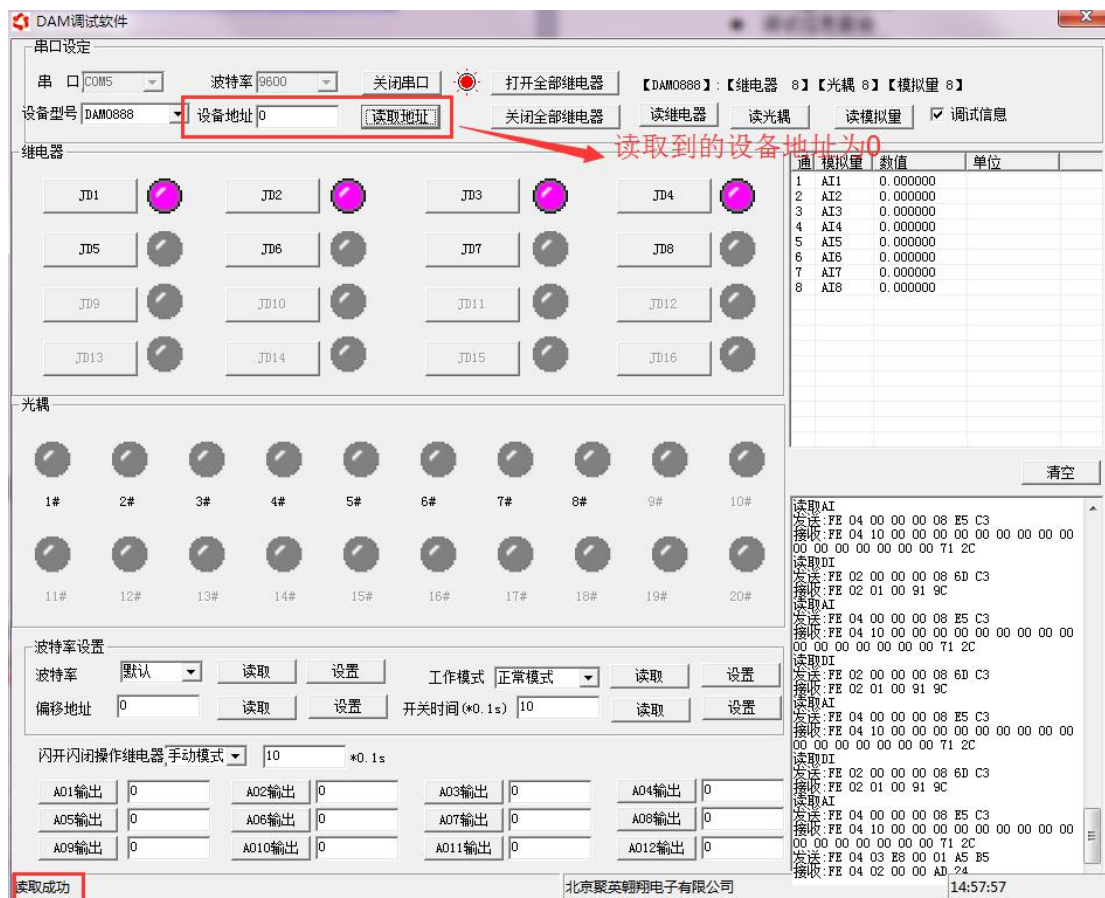 DAM调试软件
串口设定
串 口 COM5 波特率 9600 关闭串口 打开全部继电器 【DAM0888】:【继电器 8】【光耦 8】【模拟量 8】
设备型号 DAM0888 设备地址 0 读取地址 关闭全部继电器 读继电器 读光耦 读模拟量 调试信息
读取到的设备地址为0
继电器
JD1 JD2 JD3 JD4
JD5 JD6 JD7 JD8
JD9 JD10 JD11 JD12
JD13 JD14 JD15 JD16
通 模拟量 数值 单位
1 AI1 0.000000
2 AI2 0.000000
3 AI3 0.000000
4 AI4 0.000000
5 AI5 0.000000
6 AI6 0.000000
7 AI7 0.000000
8 AI8 0.000000
光耦
1# 2# 3# 4# 5# 6# 7# 8# 9# 10#
11# 12# 13# 14# 15# 16# 17# 18# 19# 20#
清空
读取AI
发送:FE 04 00 00 00 08 E5 C3
接收:FE 04 10 00 00 00 00 00 00 00 00 00 00
00 00 00 00 00 00 00 71 2C
读取DI
发送:FE 02 00 00 00 08 6D C3
接收:FE 02 01 00 91 9C
读取AI
发送:FE 04 00 00 00 08 E5 C3
接收:FE 04 10 00 00 00 00 00 00 00 00 00 00
00 00 00 00 00 00 00 71 2C
读取DI
发送:FE 02 00 00 00 08 6D C3
接收:FE 02 01 00 91 9C
读取AI
发送:FE 04 00 00 00 08 E5 C3
接收:FE 04 10 00 00 00 00 00 00 00 00 00 00
00 00 00 00 00 00 00 71 2C
读取DI
发送:FE 02 00 00 00 08 6D C3
接收:FE 02 01 00 91 9C
读取AI
发送:FE 04 00 00 00 08 E5 C3
接收:FE 04 10 00 00 00 00 00 00 00 00 00 00
00 00 00 00 00 00 00 71 2C
发送:FE 04 03 E8 00 01 A5 B5
接收:FE 04 02 00 00 AD 24
波特率设置
波特率 默认 读取 设置 工作模式 正常模式 读取 设置
偏移地址 0 读取 设置 开关时间(*0.1s) 10 读取 设置
闪开闪闭操作继电器 手动模式 10 *0.1s
AO1输出 0 AO2输出 0 AO3输出 0 AO4输出 0
AO5输出 0 AO6输出 0 AO7输出 0 AO8输出 0
AO9输出 0 AO10输出 0 AO11输出 0 AO12输出 0
读取成功 北京聚英翱翔电子有限公司 14:57:57